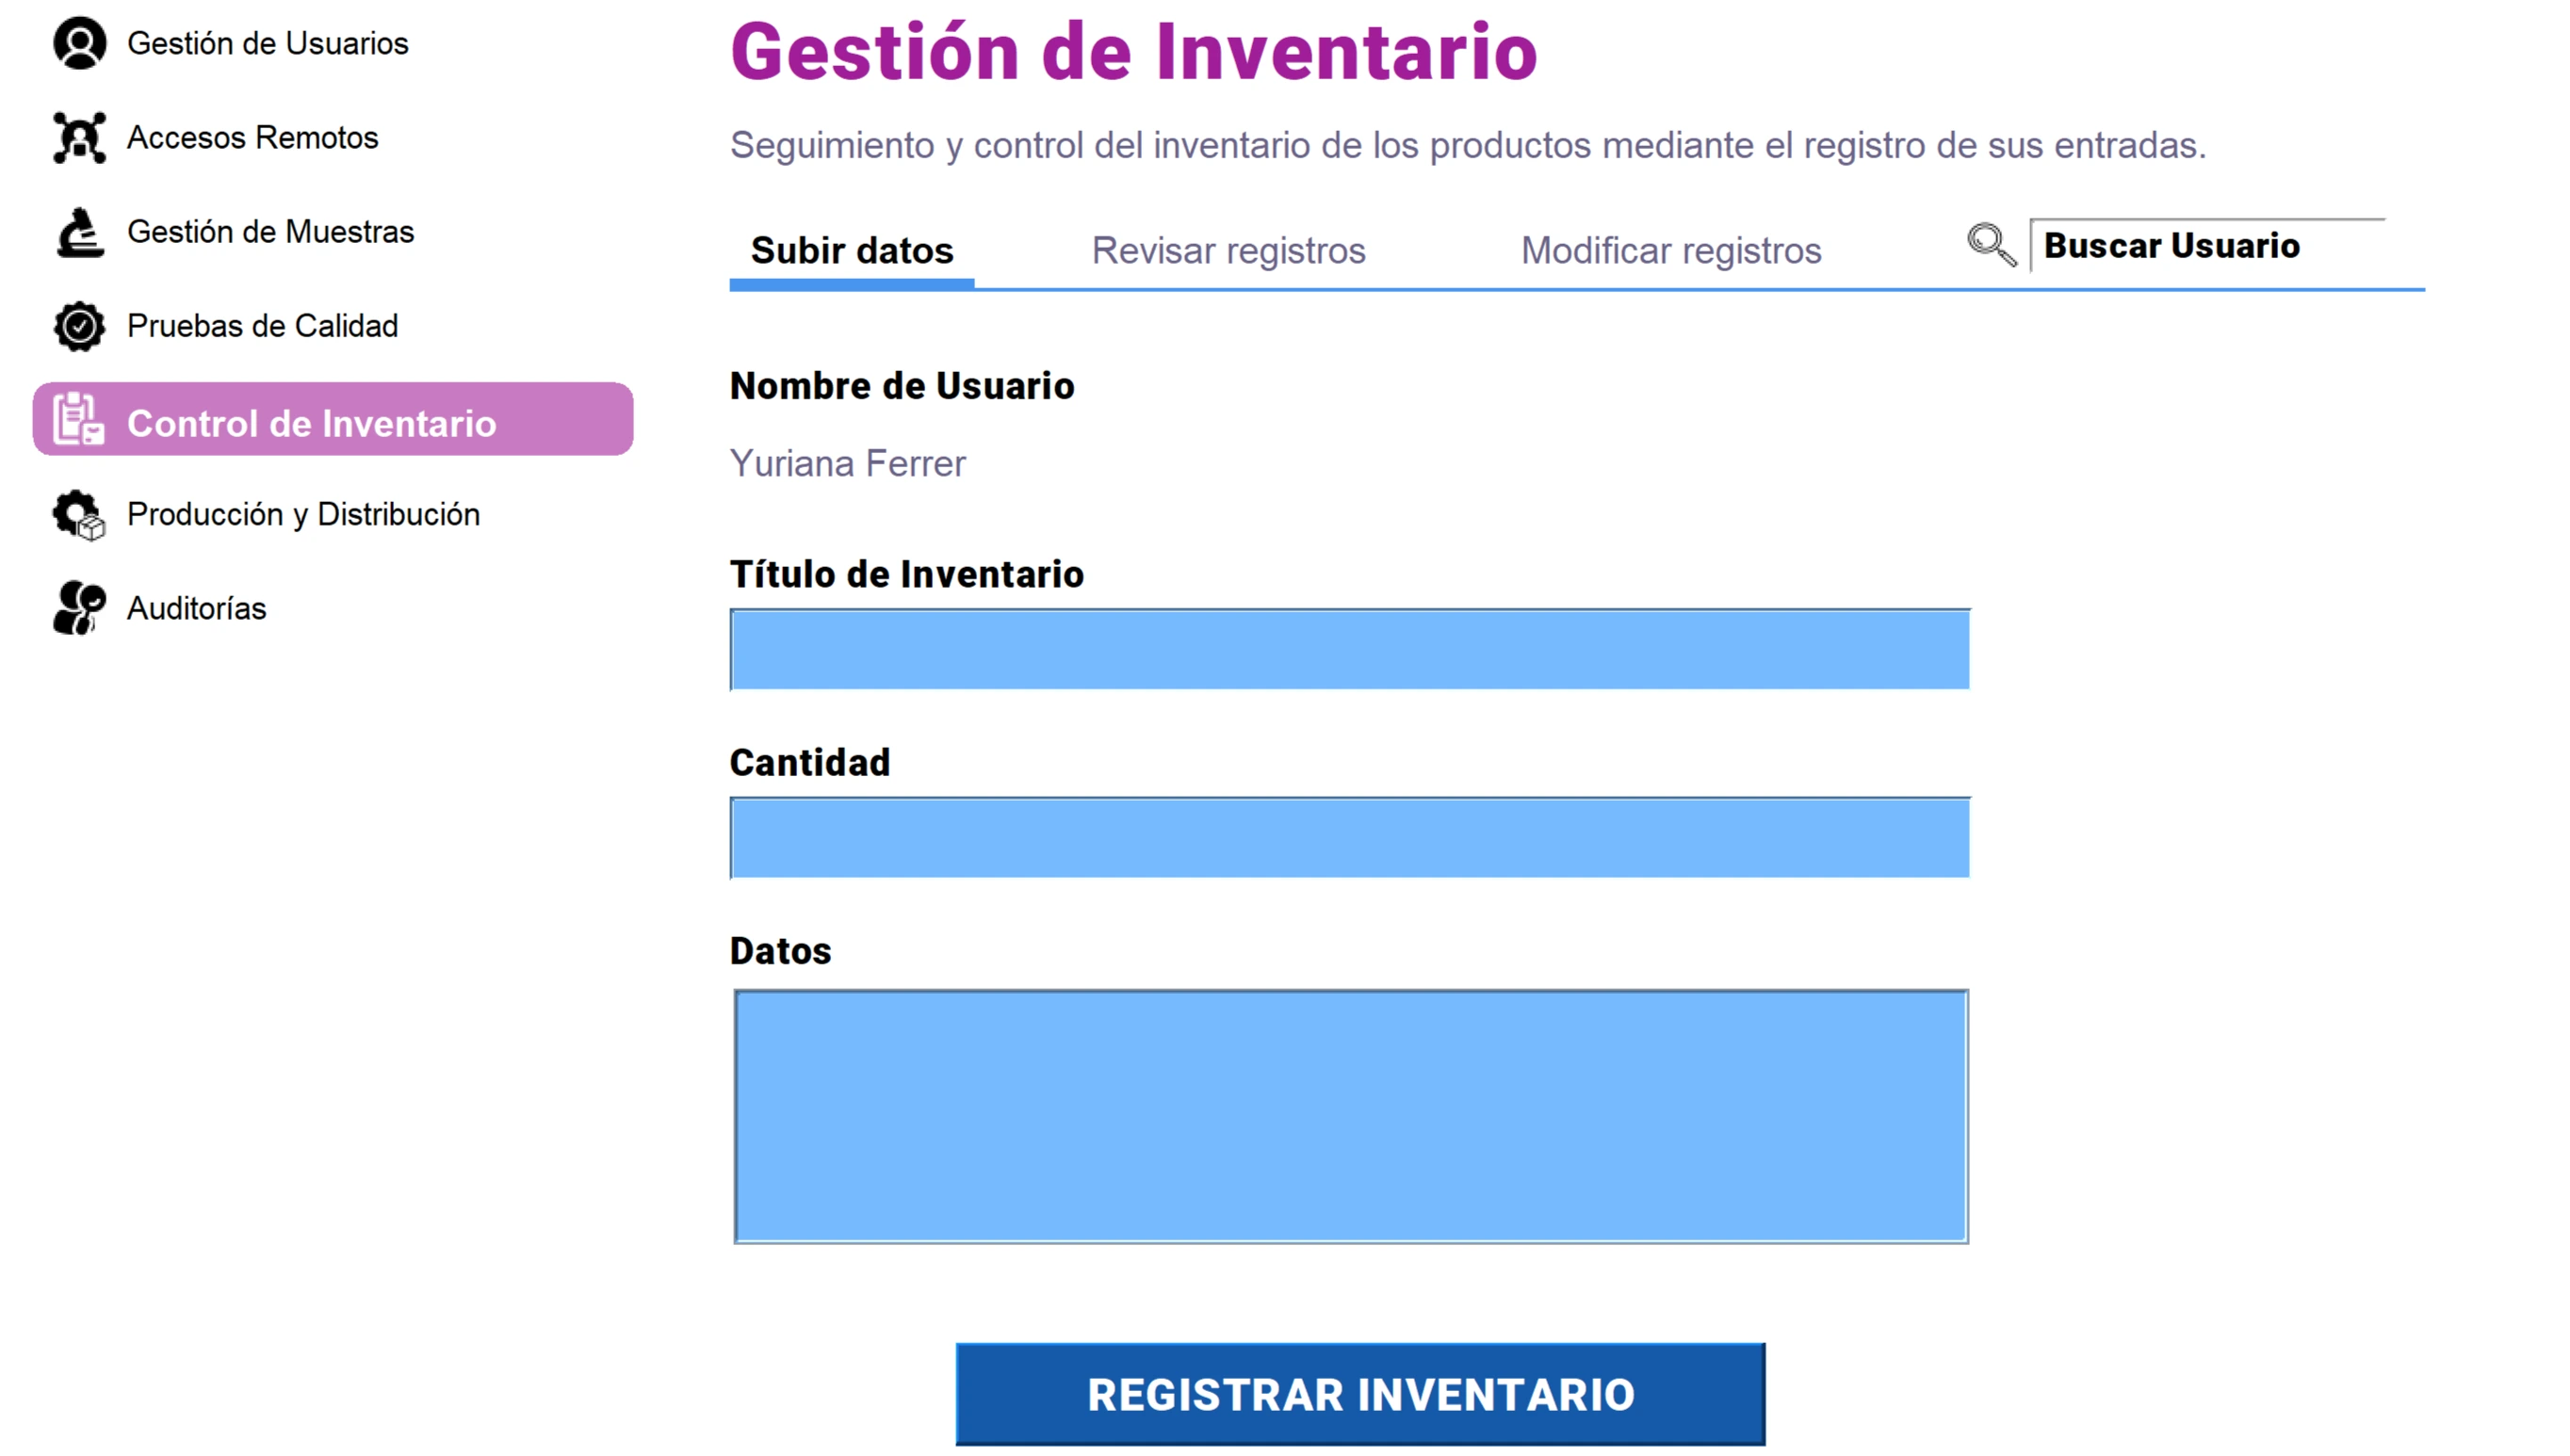 Gestión de Usuarios
Accesos Remotos
Gestión de Muestras
Pruebas de Calidad
Control de Inventario
Producción y Distribución
Auditorías
Gestión de Inventario
Seguimiento y control del inventario de los productos mediante el registro de sus entradas.
Subir datos
Revisar registros
Modificar registros
Buscar Usuario
Nombre de Usuario
Yuriana Ferrer
Título de Inventario
Cantidad
Datos
REGISTRAR INVENTARIO